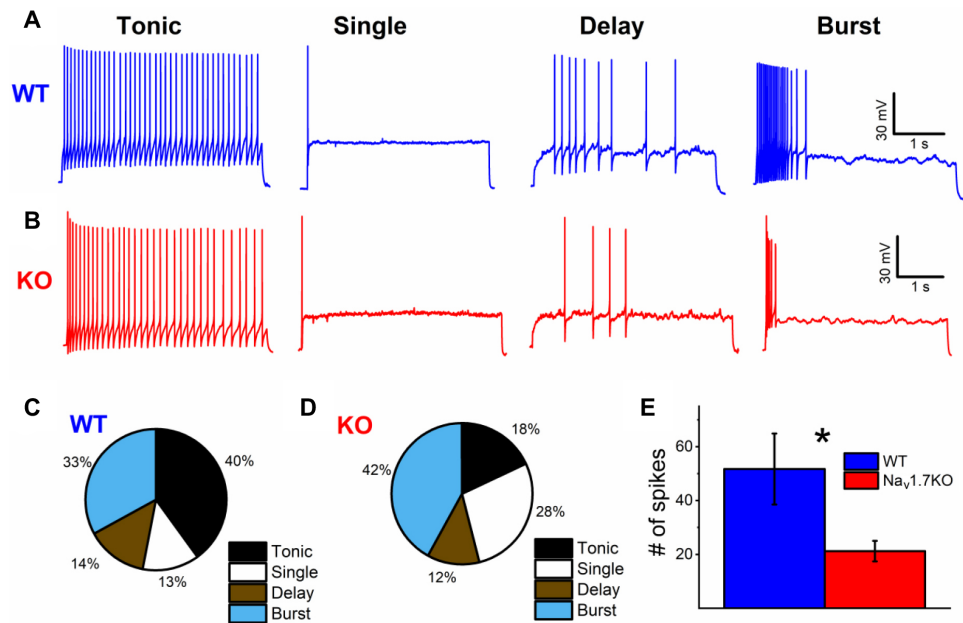 A Tonic Single Delay Burst
WT
30 mV
1 s
B
KO
30 mV
1 s
C WT
33%
40%
14%
13%
Tonic
Single
Delay
Burst
D KO
18%
42%
28%
12%
Tonic
Single
Delay
Burst
E
# of spikes
60
40
20
*
WT
Nav1.7KO